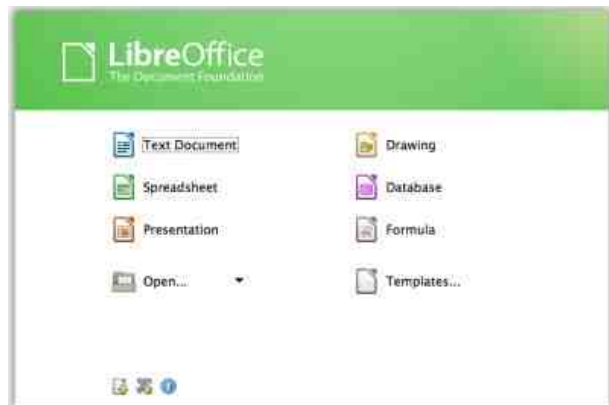 LibreOffice
The Document Foundation
Text Document
Drawing
Spreadsheet
Database
Presentation
Formula
Open...
Templates...